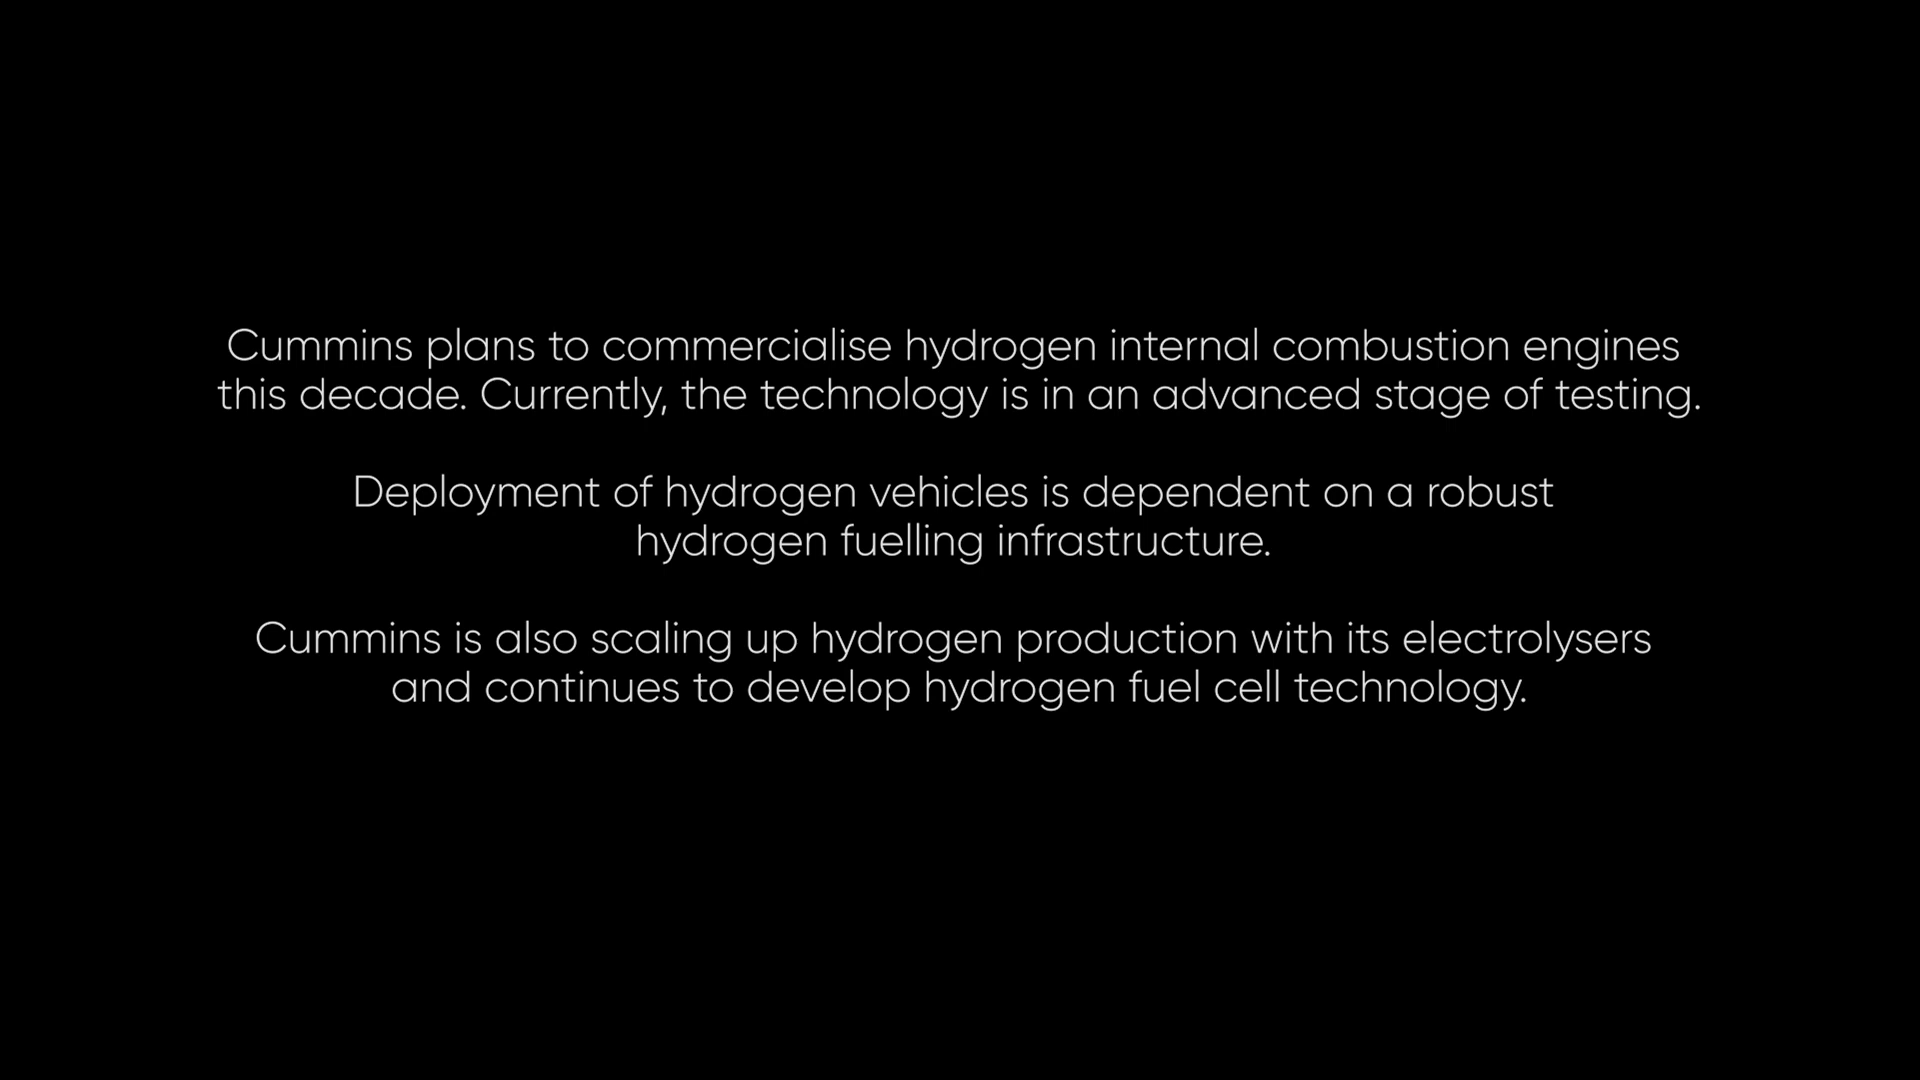 Cummins plans to commercialise hydrogen internal combustion engines
this decade. Currently, the technology is in an advanced stage of testing.
Deployment of hydrogen vehicles is dependent on a robust
hydrogen fuelling infrastructure.
Cummins is also scaling up hydrogen production with its electrolysers
and continues to develop hydrogen fuel cell technology.